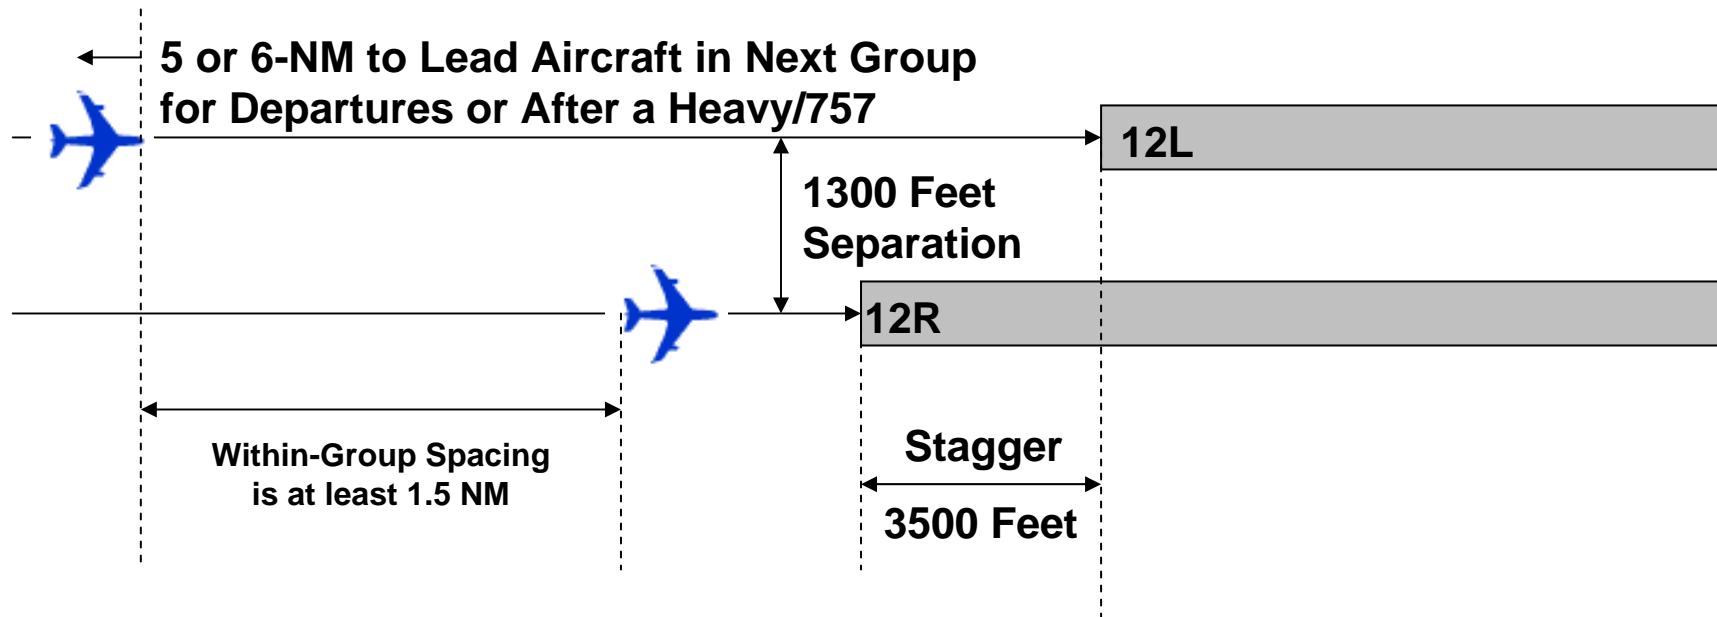 5 or 6-NM to Lead Aircraft in Next Group
for Departures or After a Heavy/757
12L
1300 Feet
Separation
12R
Within-Group Spacing
is at least 1.5 NM
Stagger
3500 Feet